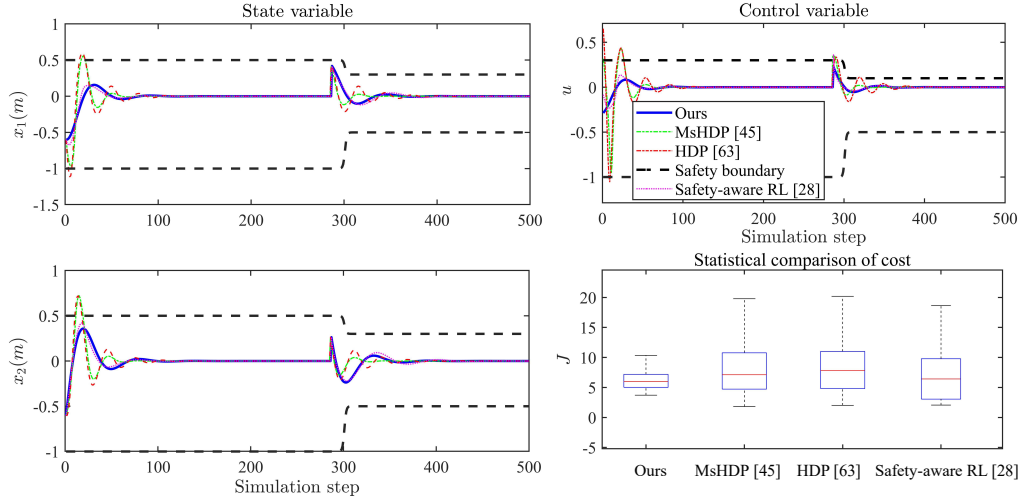 State variable
x₁(m)
1
0.5
0
-0.5
-1
-1.5
0 100 200 300 400 500
Control variable
u
0.5
0
-0.5
-1
0 100 200 300 400 500
Simulation step
Ours
MsHDP [45]
HDP [63]
Safety boundary
Safety-aware RL [28]
x₂(m)
1
0.5
0
-0.5
-1
0 100 200 300 400 500
Simulation step
Statistical comparison of cost
J
20
15
10
5
0
-5
Ours MsHDP [45] HDP [63] Safety-aware RL [28]